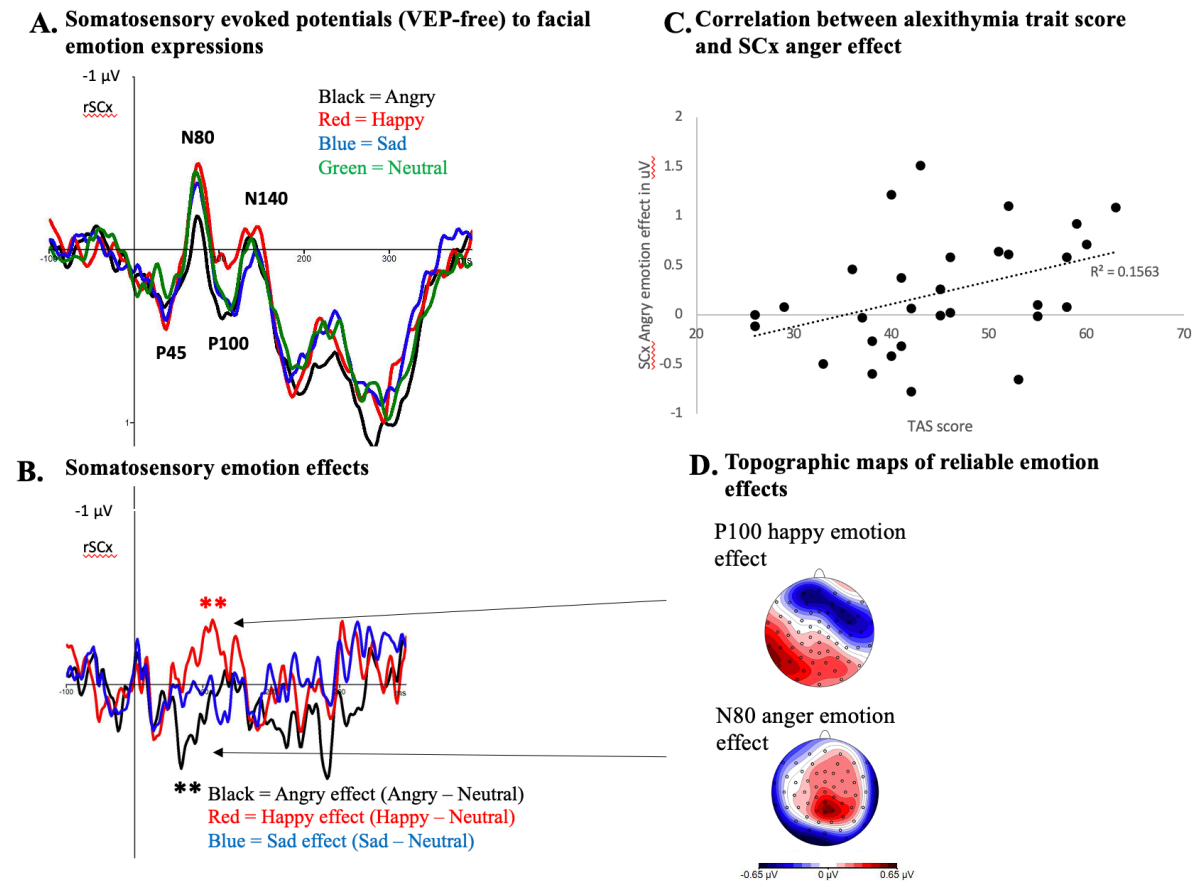 A. Somatosensory evoked potentials (VEP-free) to facial
emotion expressions
-1 µV
rSCx
Black = Angry
Red = Happy
Blue = Sad
Green = Neutral
N80
N140
P45
P100
-100
200
300
ms
1
C. Correlation between alexithymia trait score
and SCx anger effect
SCx Angry emotion effect in uV
2
1.5
1
0.5
0
-0.5
-1
20
30
40
50
60
70
R² = 0.1563
TAS score
B. Somatosensory emotion effects
-1 µV
rSCx
**
-100
ms
**
Black = Angry effect (Angry – Neutral)
Red = Happy effect (Happy – Neutral)
Blue = Sad effect (Sad – Neutral)
D. Topographic maps of reliable emotion
effects
P100 happy emotion
effect
N80 anger emotion
effect
-0.65 µV
0 µV
0.65 µV